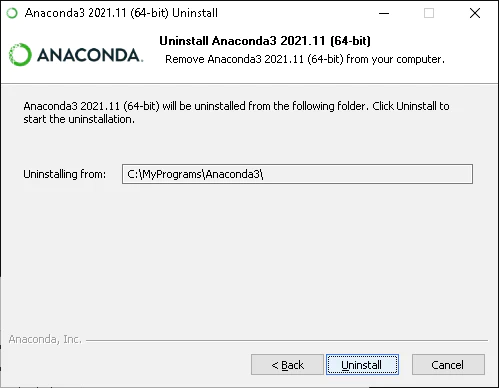 Anaconda3 2021.11 (64-bit) Uninstall
ANACONDA.
Uninstall Anaconda3 2021.11 (64-bit)
Remove Anaconda3 2021.11 (64-bit) from your computer.
Anaconda3 2021.11 (64-bit) will be uninstalled from the following folder. Click Uninstall to
start the uninstallation.
Uninstalling from: C:\MyPrograms\Anaconda3\
Anaconda, Inc.
< Back Uninstall Cancel